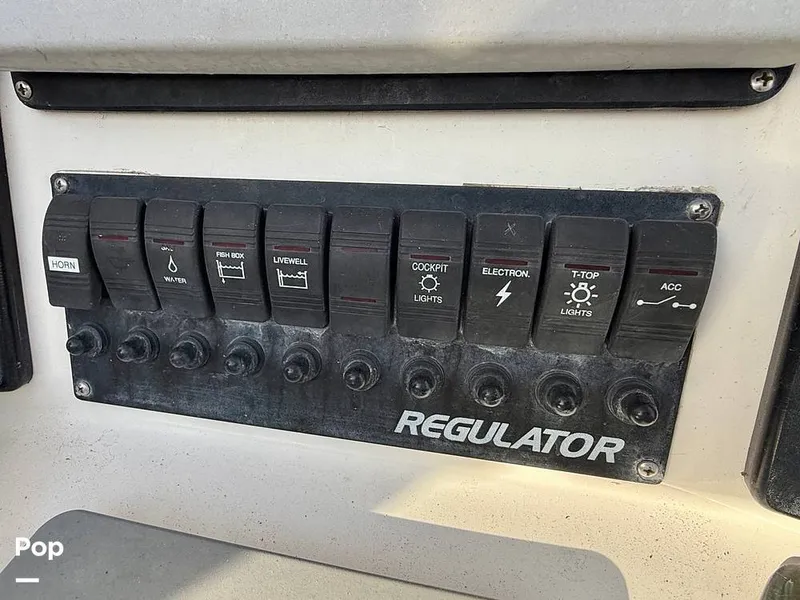 HORN
WATER
FISH BOX
LIVEWELL
COCKPIT
LIGHTS
ELECTRON.
T-TOP
LIGHTS
ACC
REGULATOR
Pop